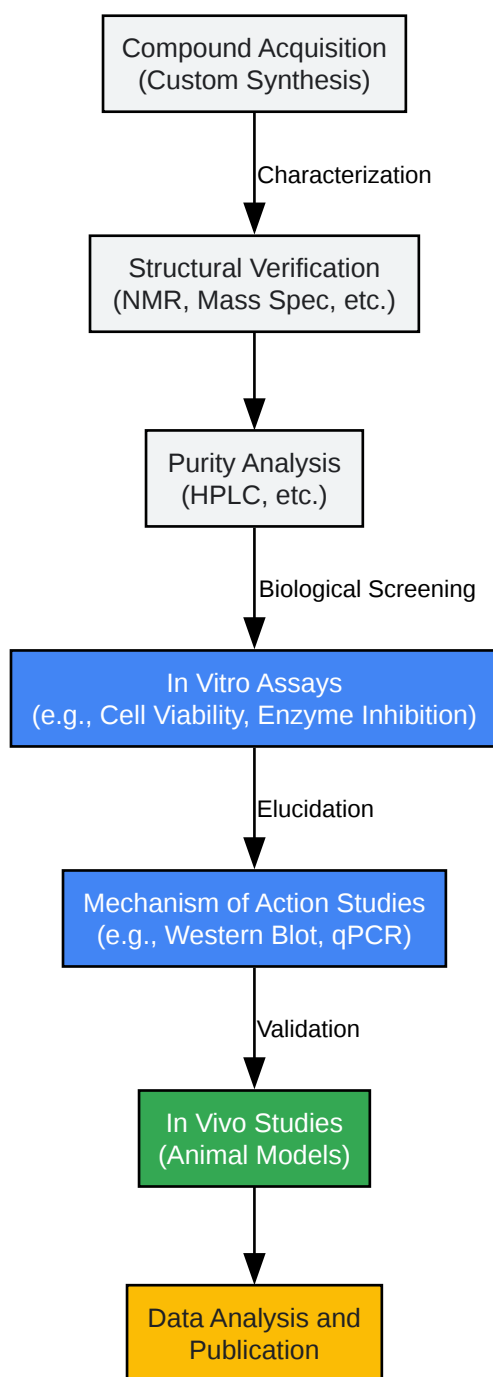 Compound Acquisition
(Custom Synthesis)
Characterization
Structural Verification
(NMR, Mass Spec, etc.)
Purity Analysis
(HPLC, etc.)
Biological Screening
In Vitro Assays
(e.g., Cell Viability, Enzyme Inhibition)
Elucidation
Mechanism of Action Studies
(e.g., Western Blot, qPCR)
Validation
In Vivo Studies
(Animal Models)
Data Analysis and
Publication